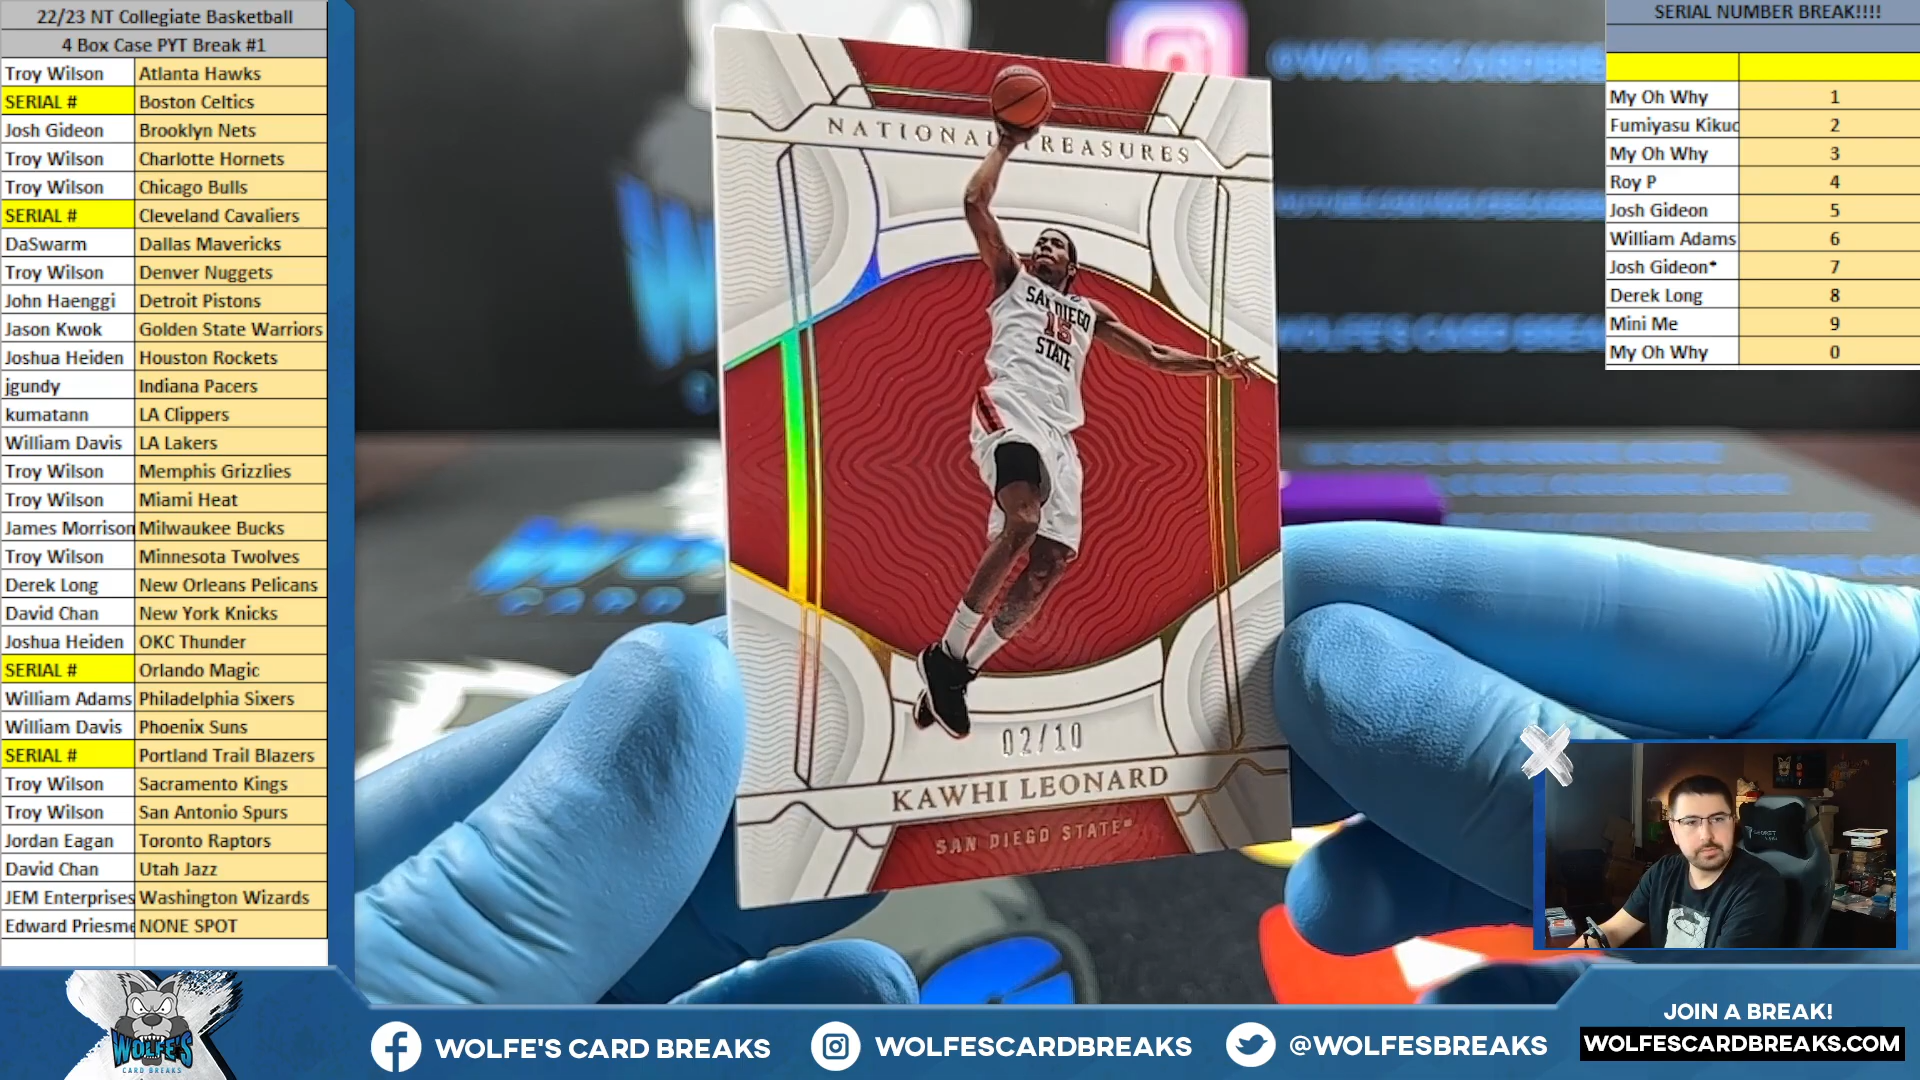 22/23 NT Collegiate Basketball
4 Box Case PYT Break #1
Troy Wilson Atlanta Hawks
SERIAL # Boston Celtics
Josh Gideon Brooklyn Nets
Troy Wilson Charlotte Hornets
Troy Wilson Chicago Bulls
SERIAL # Cleveland Cavaliers
DaSwarm Dallas Mavericks
Troy Wilson Denver Nuggets
John Haenggi Detroit Pistons
Jason Kwok Golden State Warriors
Joshua Heiden Houston Rockets
jgundy Indiana Pacers
kumatann LA Clippers
William Davis LA Lakers
Troy Wilson Memphis Grizzlies
Troy Wilson Miami Heat
James Morrison Milwaukee Bucks
Troy Wilson Minnesota Twolves
Derek Long New Orleans Pelicans
David Chan New York Knicks
Joshua Heiden OKC Thunder
SERIAL # Orlando Magic
William Adams Philadelphia Sixers
William Davis Phoenix Suns
SERIAL # Portland Trail Blazers
Troy Wilson Sacramento Kings
Troy Wilson San Antonio Spurs
Jordan Eagan Toronto Raptors
David Chan Utah Jazz
JEM Enterprises Washington Wizards
Edward Priesme NONE SPOT
NATIONAL TREASURES
SAN DIEGO
15
STATE
02/10
KAWHI LEONARD
SAN DIEGO STATE
@WOLFESCARDBRE
SERIAL NUMBER BREAK!!!!
My Oh Why 1
Fumiyasu Kikuc 2
My Oh Why 3
Roy P 4
Josh Gideon 5
William Adams 6
Josh Gideon* 7
Derek Long 8
Mini Me 9
My Oh Why 0
WOLFE'S
CARD BREAKS
WOLFE'S CARD BREAKS
WOLFESCARDBREAKS
@WOLFESBREAKS
JOIN A BREAK!
WOLFESCARDBREAKS.COM